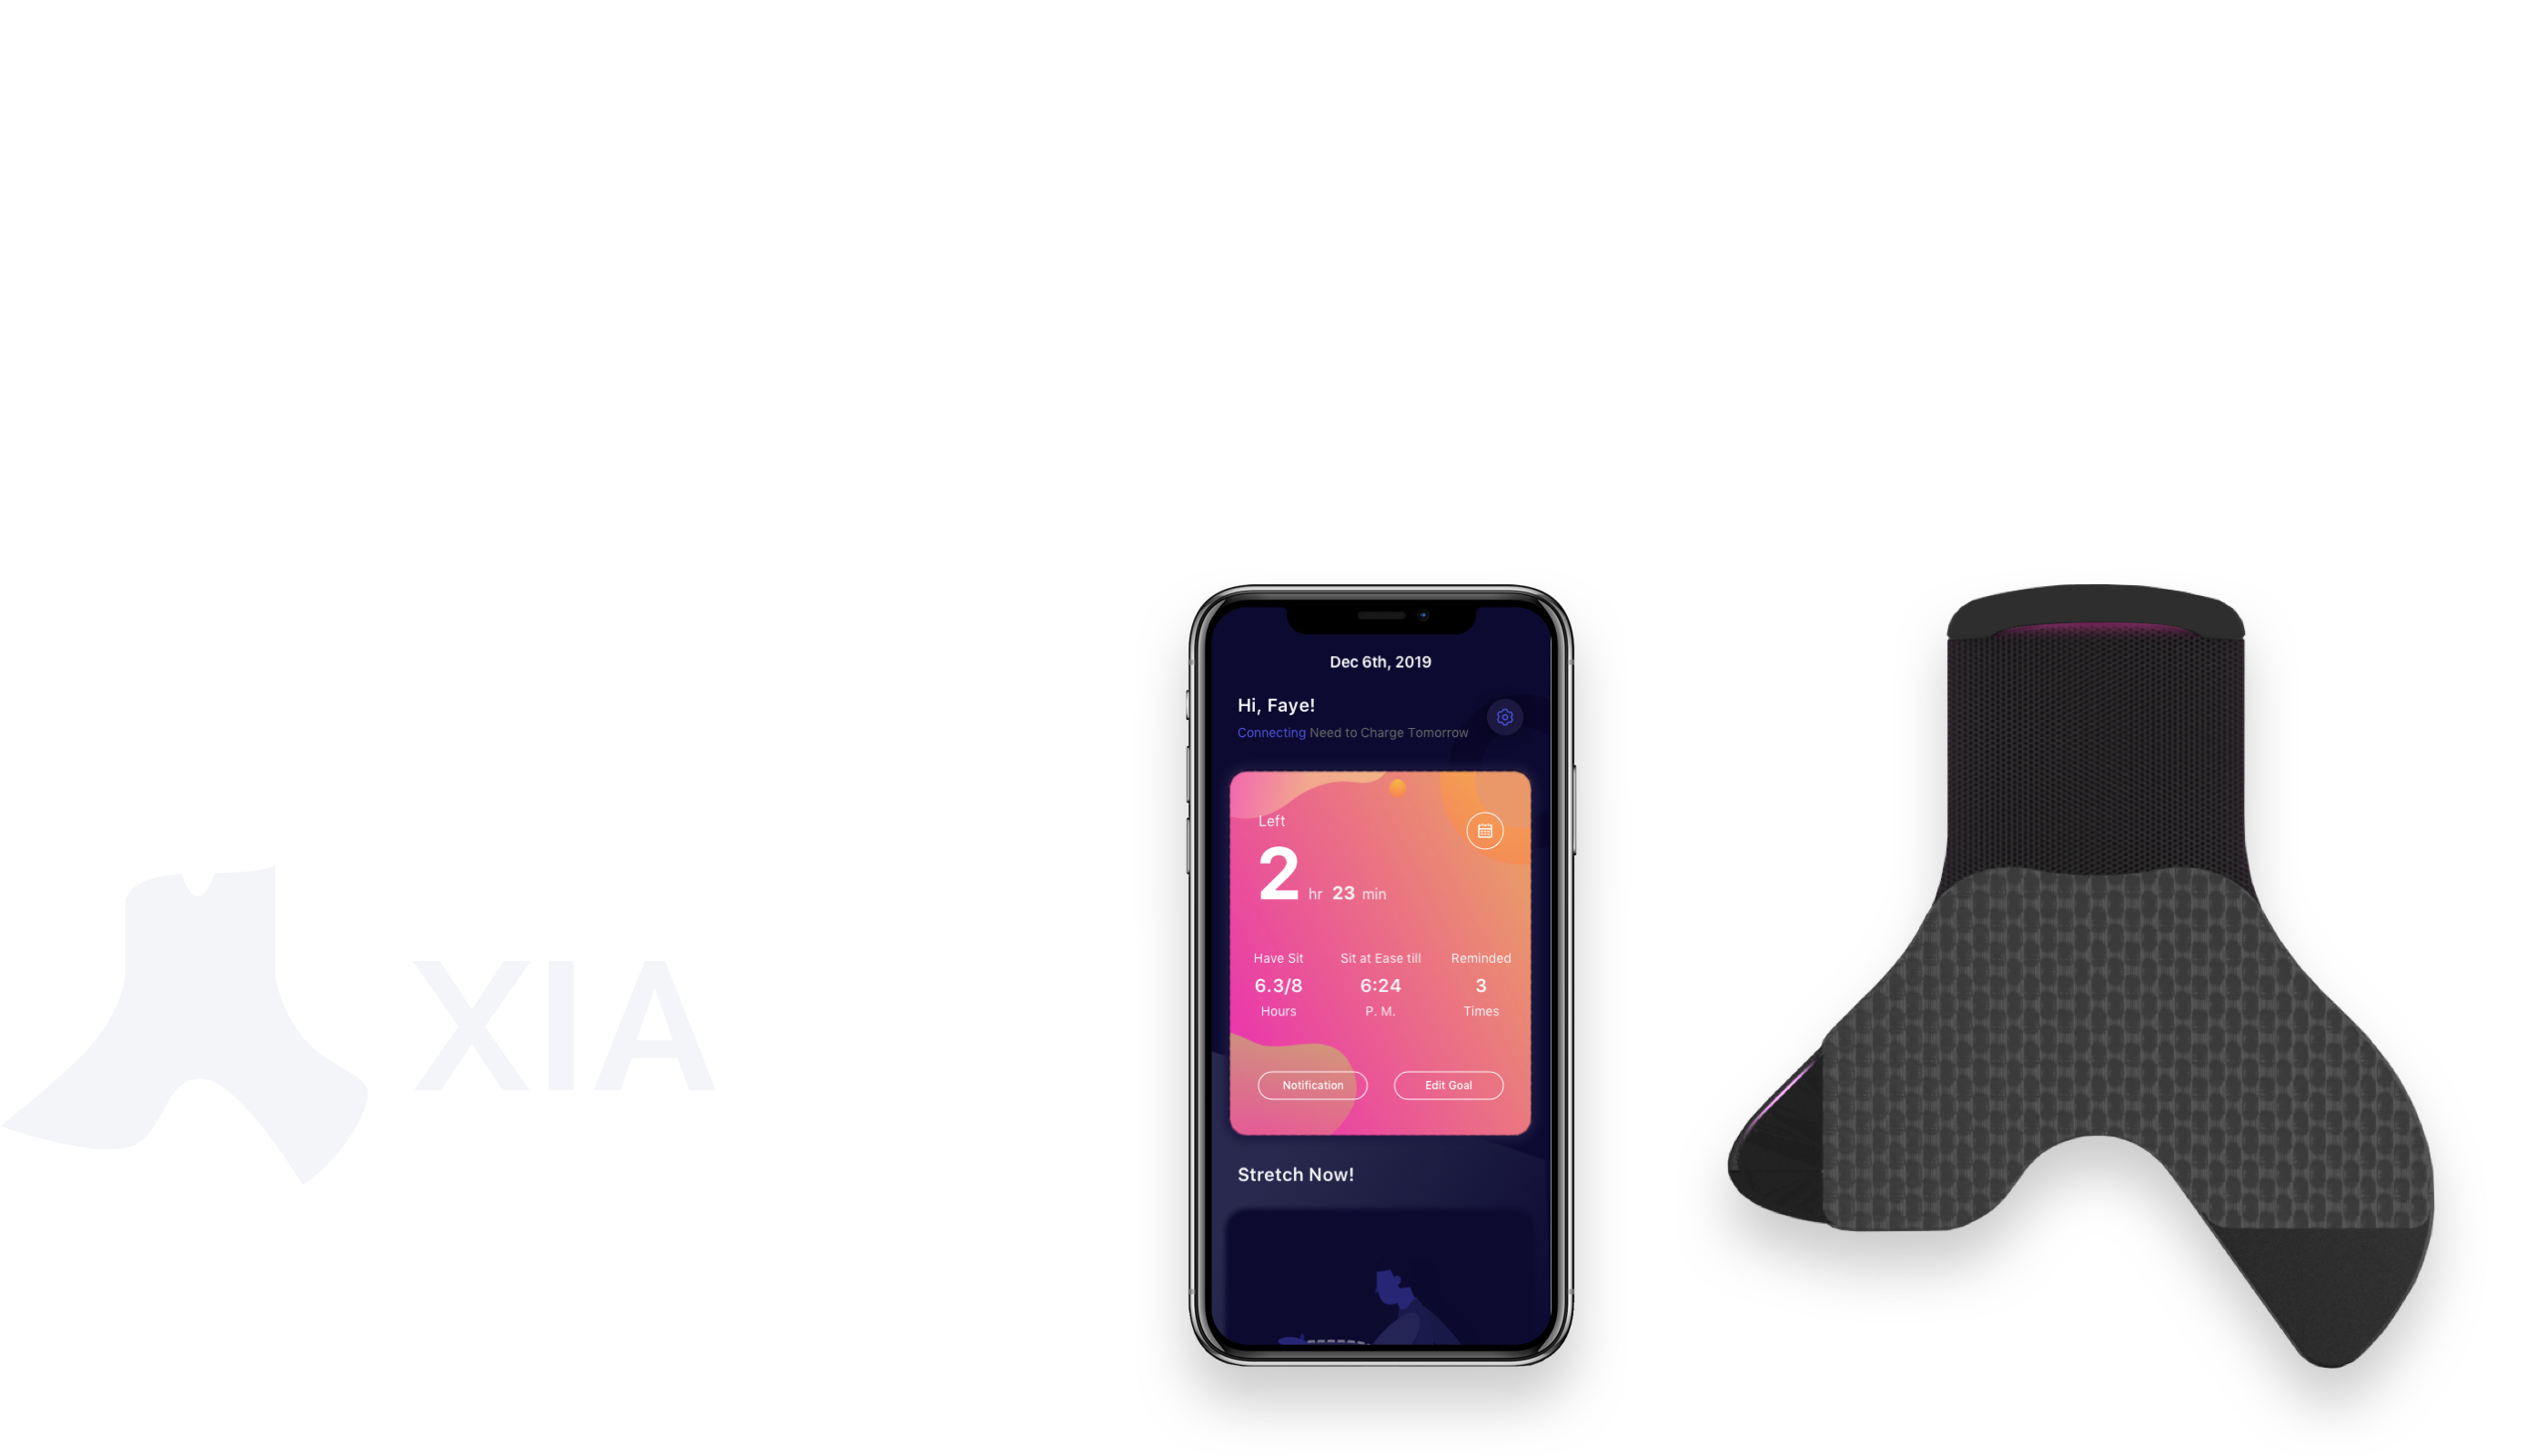 XIA
Dec 6th, 2019
Hi, Faye!
Connecting Need to Charge Tomorrow
Left
2 hr 23 min
Have Sit Sit at Ease till Reminded
6.3/8 6:24 3
Hours P. M. Times
Notification Edit Goal
Stretch Now!